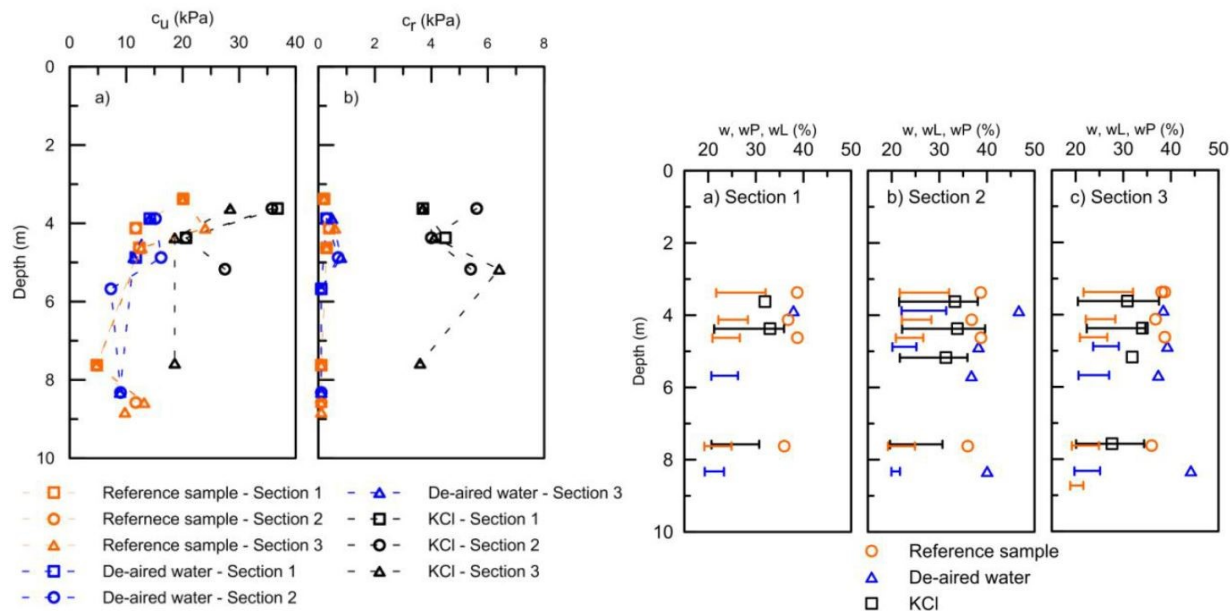 cu (kPa)
0 10 20 30 40
cr (kPa)
0 2 4 6 8
Depth (m)
0
2
4
6
8
10
a)
b)
Reference sample - Section 1
Refernece sample - Section 2
Reference sample - Section 3
De-aired water - Section 1
De-aired water - Section 2
De-aired water - Section 3
KCl - Section 1
KCl - Section 2
KCl - Section 3
w, wP, wL (%)
20 30 40 50
w, wL, wP (%)
20 30 40 50
w, wL, wP (%)
20 30 40 50
Depth (m)
0
2
4
6
8
10
a) Section 1
b) Section 2
c) Section 3
Reference sample
De-aired water
KCl